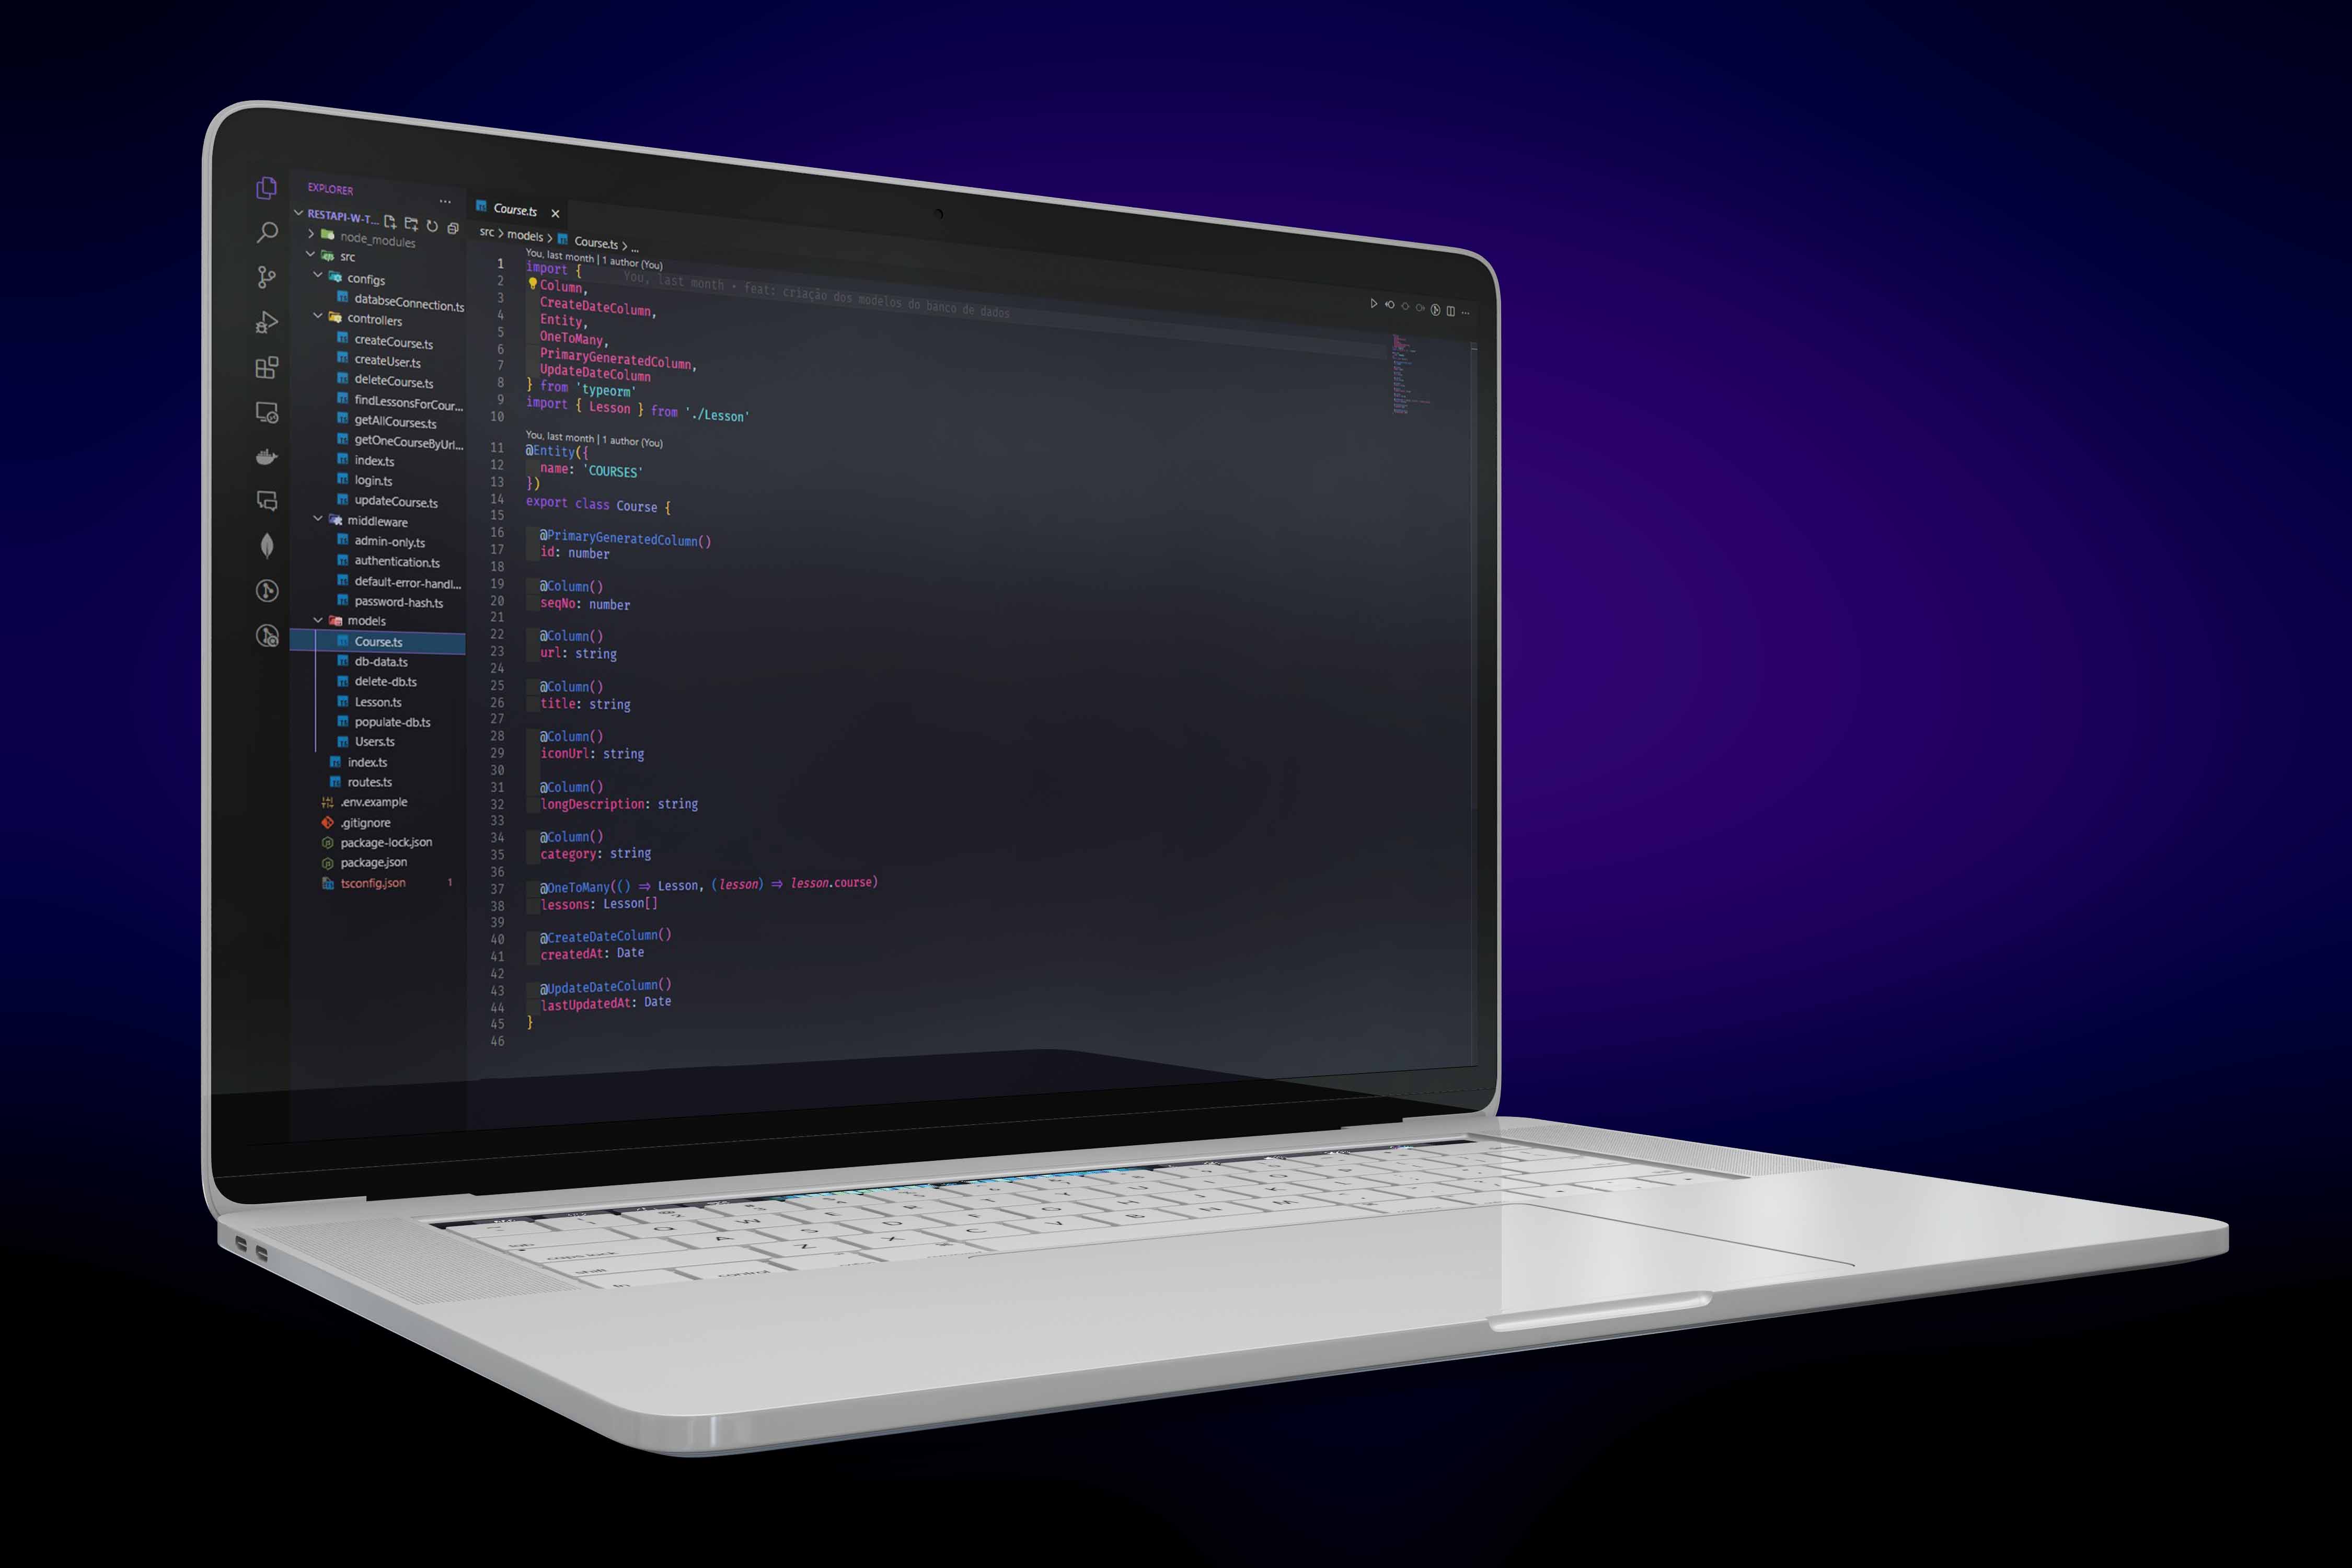 EXPLORER
...
RESTAPI-W-T...
node_modules
src
configs
databseConnection.ts
controllers
createCourse.ts
createUser.ts
deleteCourse.ts
findLessonsForCour...
getAllCourses.ts
getOneCourseByUrl...
index.ts
login.ts
updateCourse.ts
middleware
admin-only.ts
authentication.ts
default-error-handl...
password-hash.ts
models
Course.ts
db-data.ts
delete-db.ts
Lesson.ts
populate-db.ts
Users.ts
index.ts
routes.ts
.env.example
.gitignore
package-lock.json
package.json
tsconfig.json 1
Course.ts
src > models > Course.ts > ...
You, last month | 1 author (You)
1 import { You, last month • feat: criação dos modelos do banco de dados
2 Column,
3 CreateDateColumn,
4 Entity,
5 OneToMany,
6 PrimaryGeneratedColumn,
7 UpdateDateColumn
8 } from 'typeorm'
9 import { Lesson } from './Lesson'
10
You, last month | 1 author (You)
11 @Entity({
12 name: 'COURSES'
13 })
14 export class Course {
15
16 @PrimaryGeneratedColumn()
17 id: number
18
19 @Column()
20 seqNo: number
21
22 @Column()
23 url: string
24
25 @Column()
26 title: string
27
28 @Column()
29 iconUrl: string
30
31 @Column()
32 longDescription: string
33
34 @Column()
35 category: string
36
37 @OneToMany(() => Lesson, (lesson) => lesson.course)
38 lessons: Lesson[]
39
40 @CreateDateColumn()
41 createdAt: Date
42
43 @UpdateDateColumn()
44 lastUpdatedAt: Date
45 }
46
Q W E R T Y U I O P
caps lock A S D F G H J K L
shift Z X C V B N M
fn control